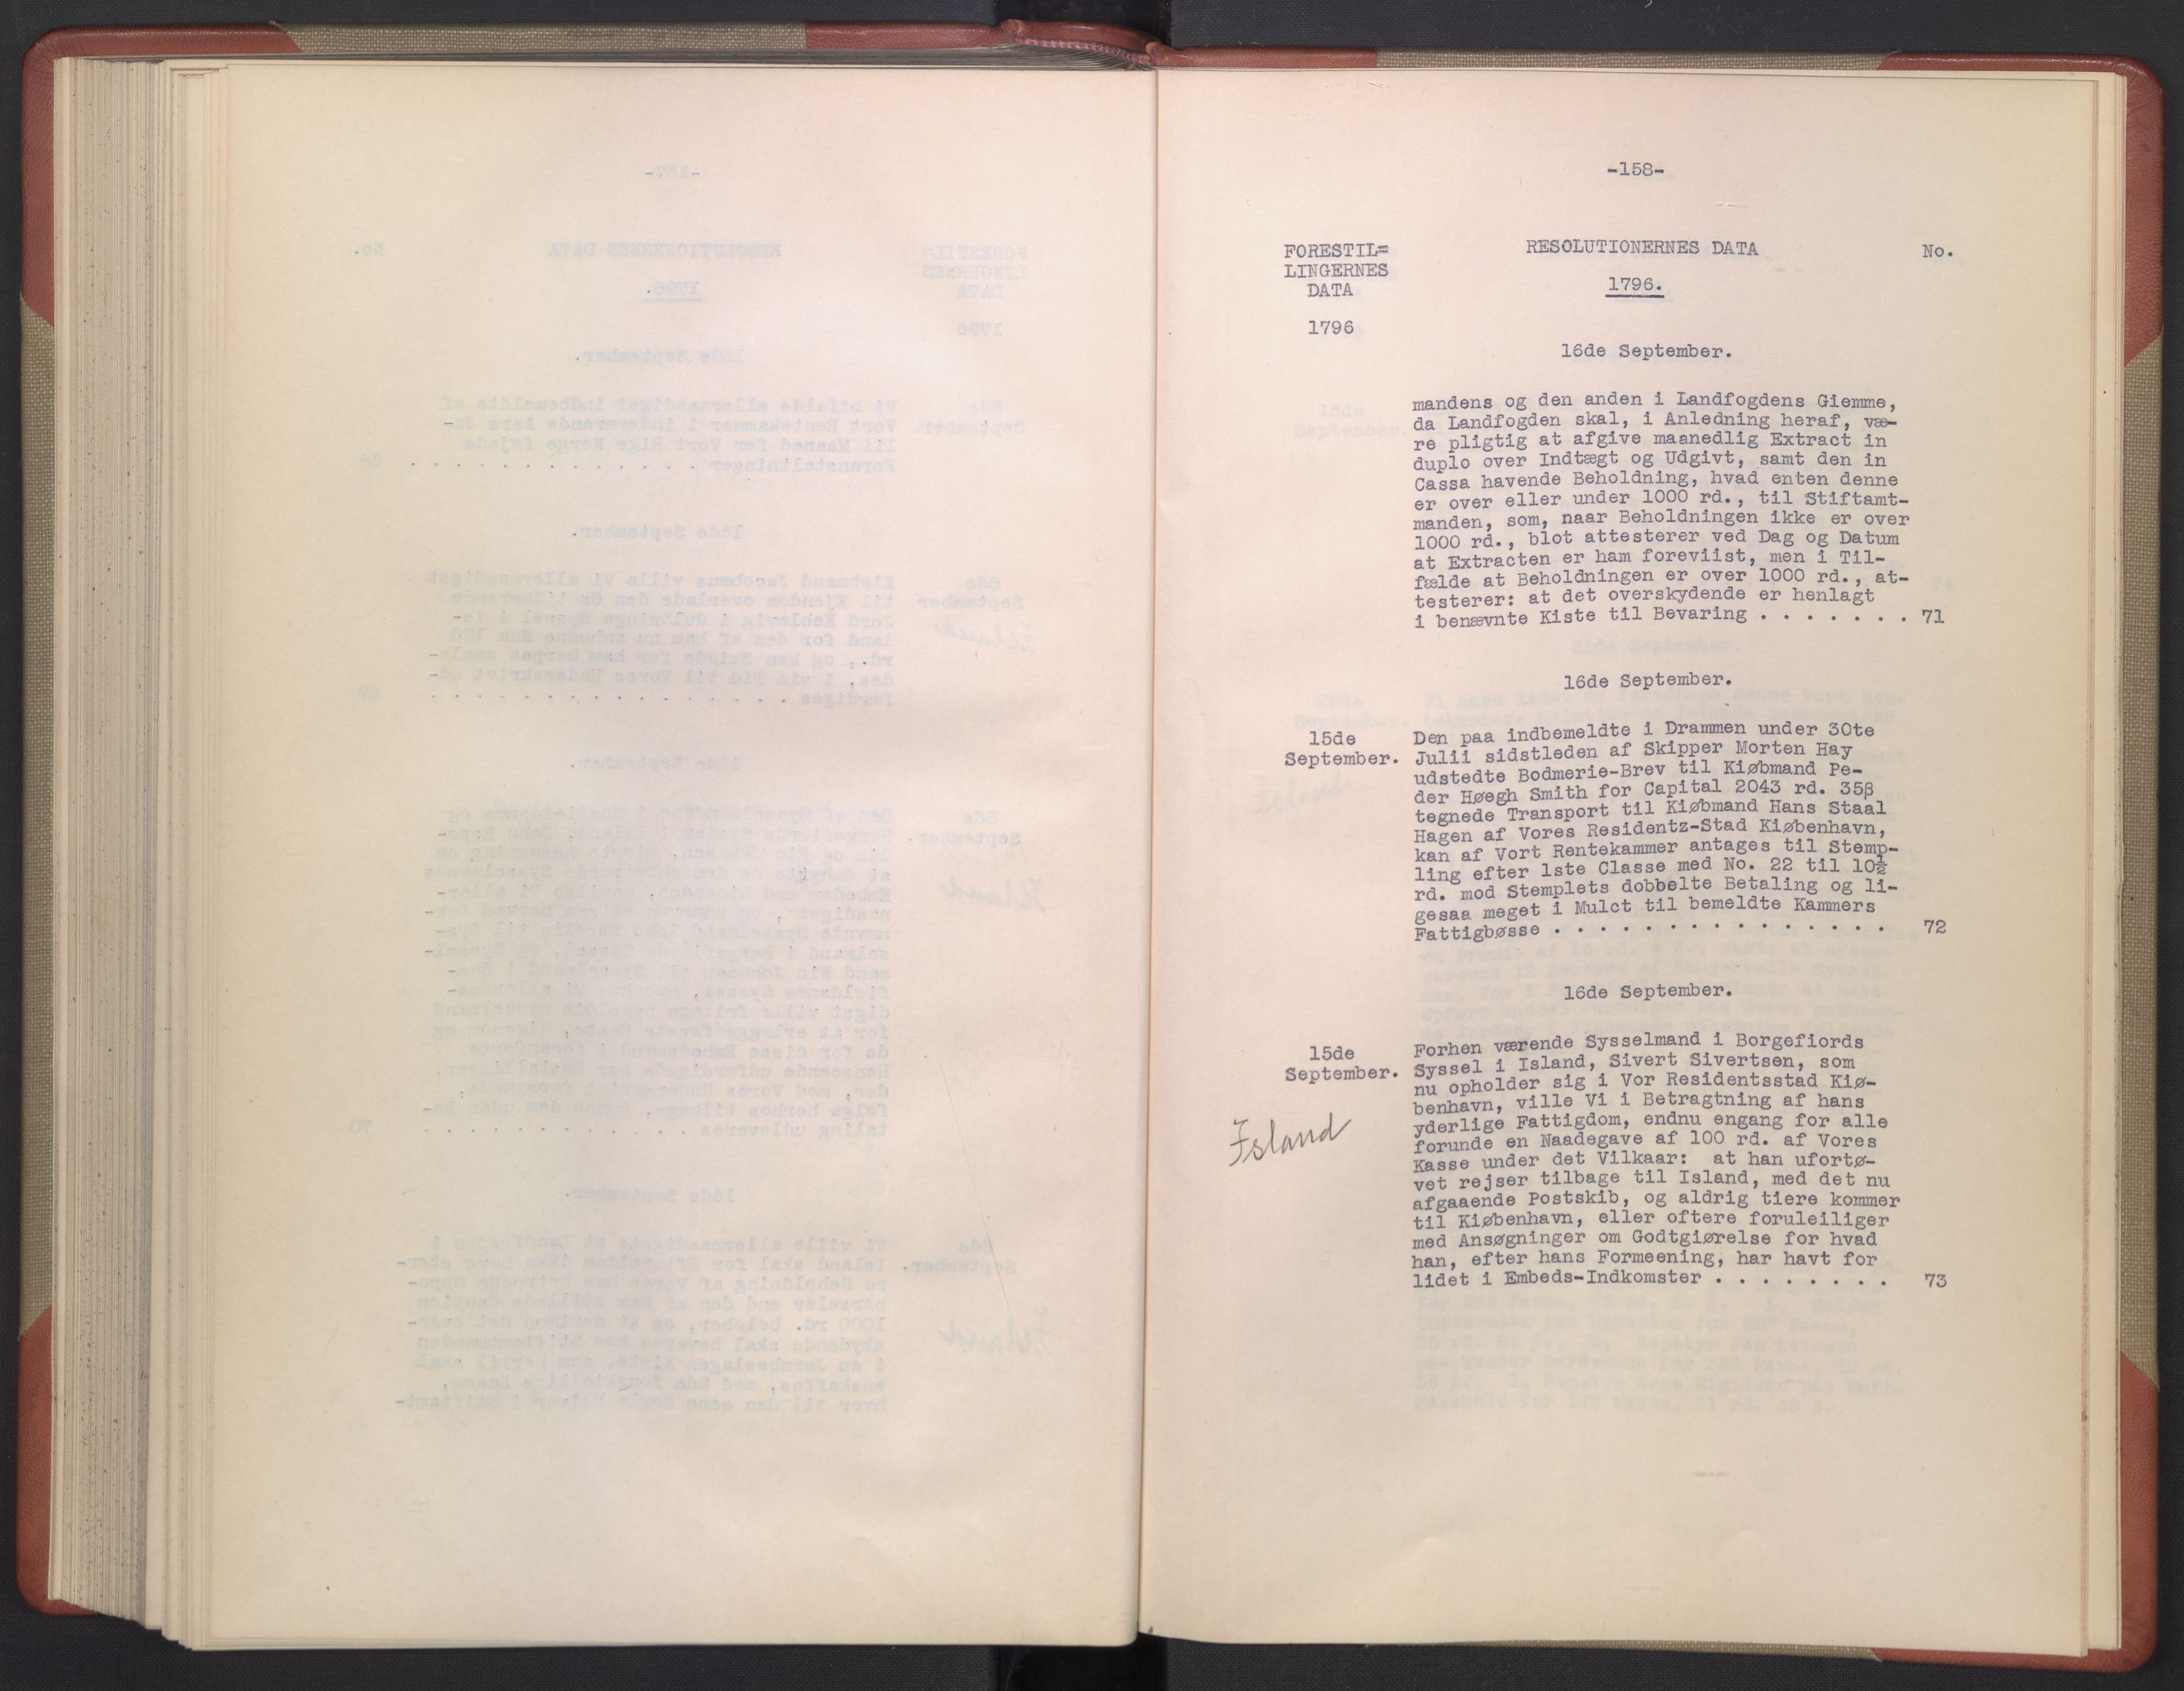 -158-
FORESTIL=
LINGERNES
DATA
1796
RESOLUTIONERNES DATA
1796.
No.
16de September.
mandens og den anden i Landfogdens Giemme,
da Landfogden skal, i Anledning heraf, væ-
re pligtig at afgive maanedlig Extract in
duplo over Indtægt og Udgivt, samt den in
Cassa havende Beholdning, hvad enten denne
er over eller under 1000 rd., til Stiftamt-
manden, som, naar Beholdningen ikke er over
1000 rd., blot attesterer ved Dag og Datum
at Extracten er ham foreviist, men i Til-
fælde at Beholdningen er over 1000 rd., at-
testerer: at det overskydende er henlagt
i benævnte Kiste til Bevaring . . . . . . . 71
16de September.
15de
September.
Den paa indbemeldte i Drammen under 30te
Julii sidstleden af Skipper Morten Hay
udstedte Bodmerie-Brev til Kiøbmand Pe-
der Høegh Smith for Capital 2043 rd. 35β
tegnede Transport til Kiøbmand Hans Staal
Hagen af Vores Residentz-Stad Kiøbenhavn,
kan af Vort Rentekammer antages til Stemp-
ling efter 1ste Classe med No. 22 til 10½
rd. mod Stemplets dobbelte Betaling og li-
gesaa meget i Mulct til bemeldte Kammers
Fattigbøsse . . . . . . . . . . . . . . . 72
16de September.
15de
September.
Island
Forhen værende Sysselmand i Borgefiords
Syssel i Island, Sivert Sivertsen, som
nu opholder sig i Vor Residentsstad Kiø-
benhavn, ville Vi i Betragtning af hans
yderlige Fattigdom, endnu engang for alle
forunde en Naadegave af 100 rd. af Vores
Kasse under det Vilkaar: at han ufortø-
vet rejser tilbage til Island, med det nu
afgaaende Postskib, og aldrig tiere kommer
til Kiøbenhavn, eller oftere foruleiliger
med Ansøgninger om Godtgiørelse for hvad
han, efter hans Formeening, har havt for
lidet i Embeds-Indkomster . . . . . . . . 73